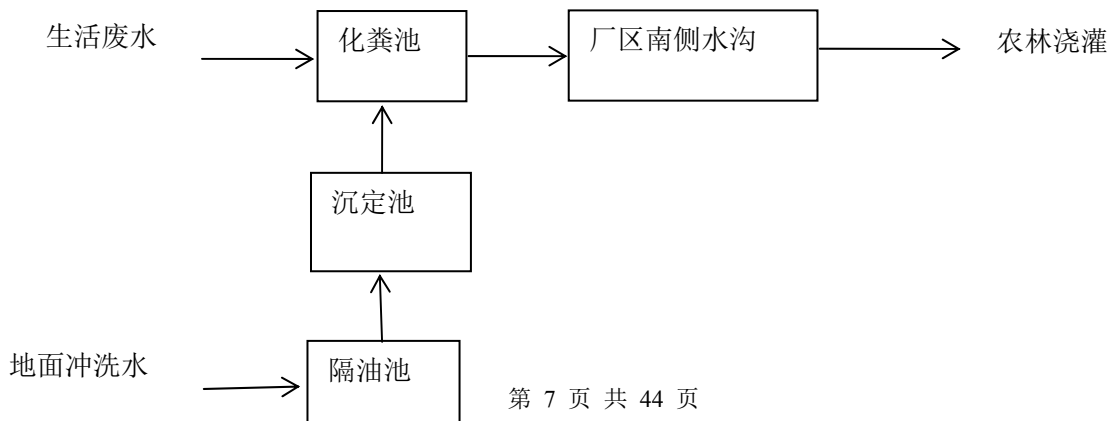 生活废水
化粪池
厂区南侧水沟
农林浇灌
沉定池
地面冲洗水
隔油池
第 7 页 共 44 页